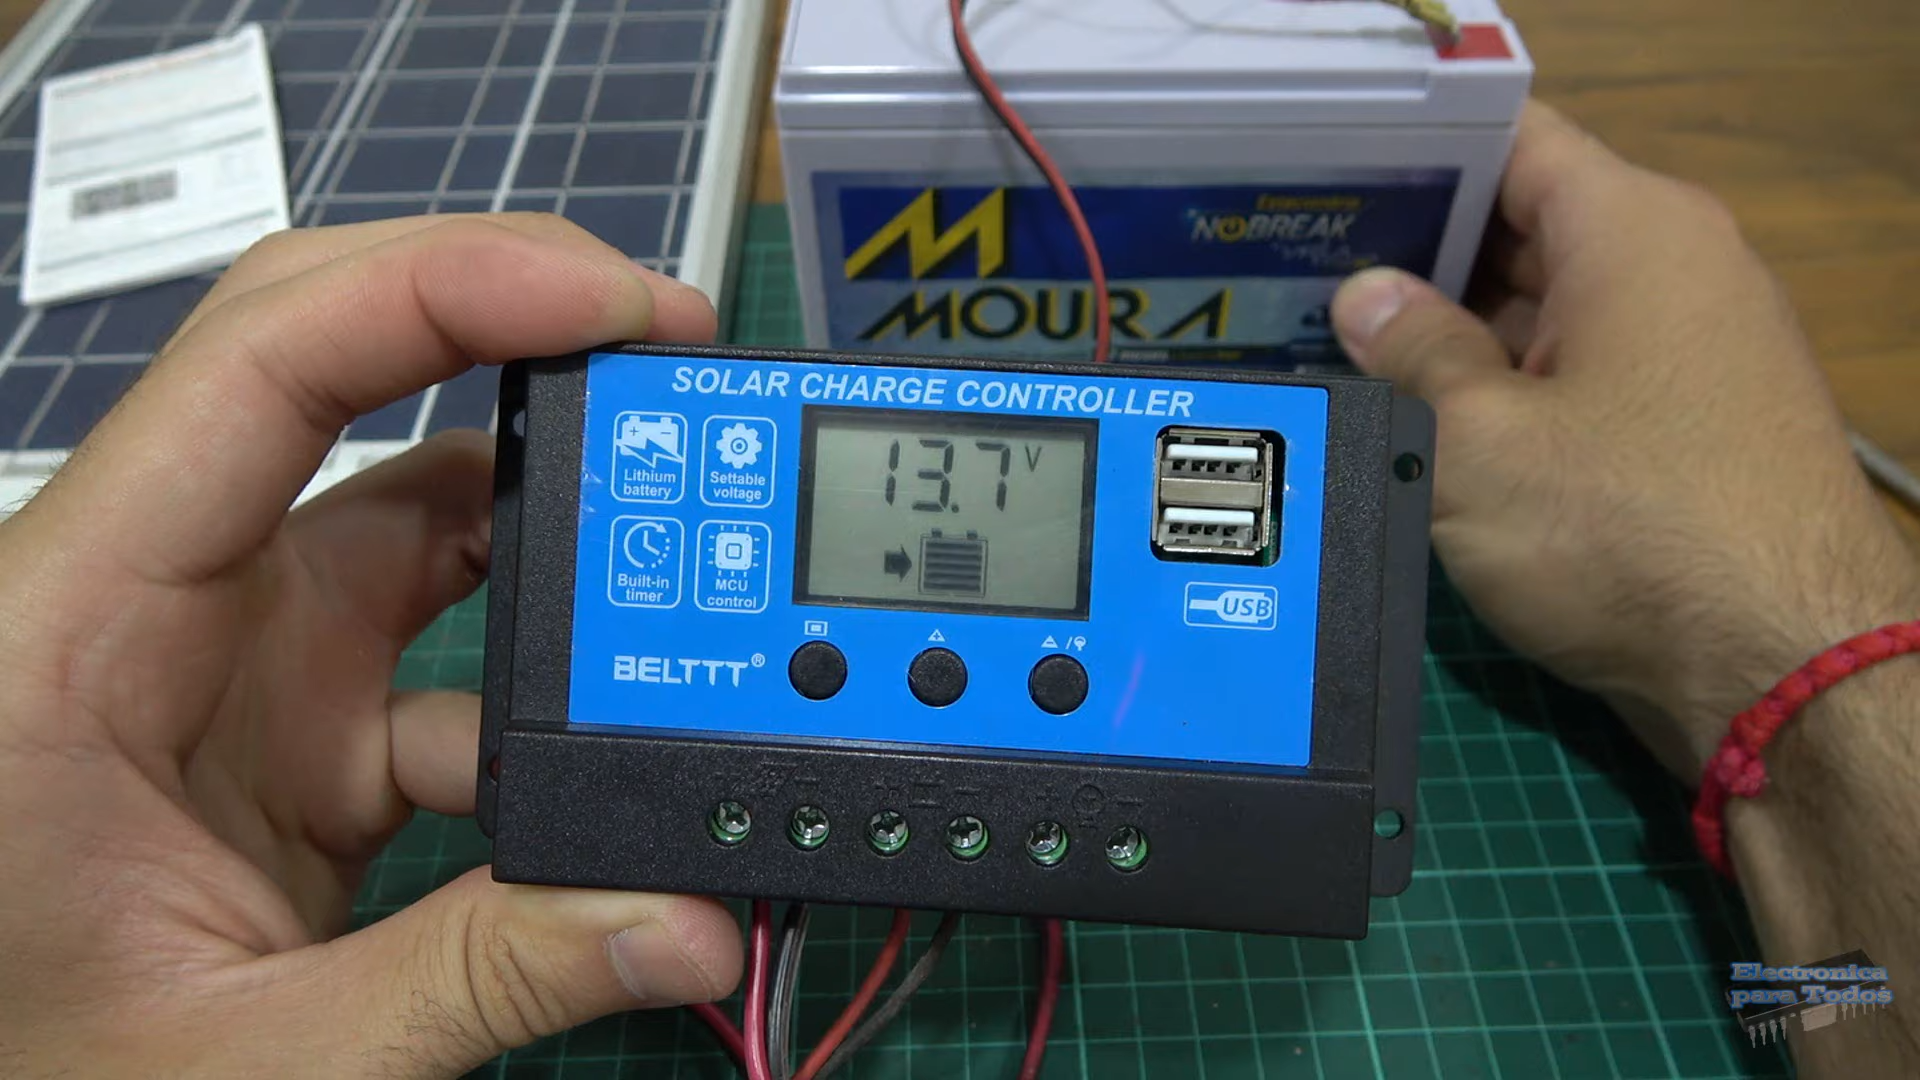 MOURA
NOBREAK
SOLAR CHARGE CONTROLLER
Lithium
battery
Settable
voltage
13.7 V
Built-in
timer
MCU
control
USB
BELTTT®
Electronica
para Todos